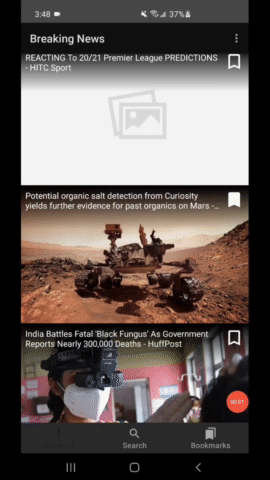 3:48
37%
Breaking News
REACTING To 20/21 Premier League PREDICTIONS
- HITC Sport
Potential organic salt detection from Curiosity
yields further evidence for past organics on Mars -...
India Battles Fatal 'Black Fungus' As Government
Reports Nearly 300,000 Deaths - HuffPost
00:01
Search
Bookmarks